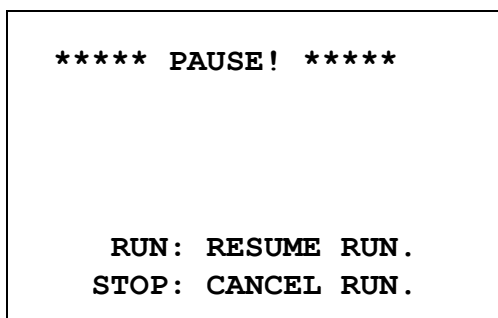 ***** PAUSE! *****
RUN: RESUME RUN.
STOP: CANCEL RUN.